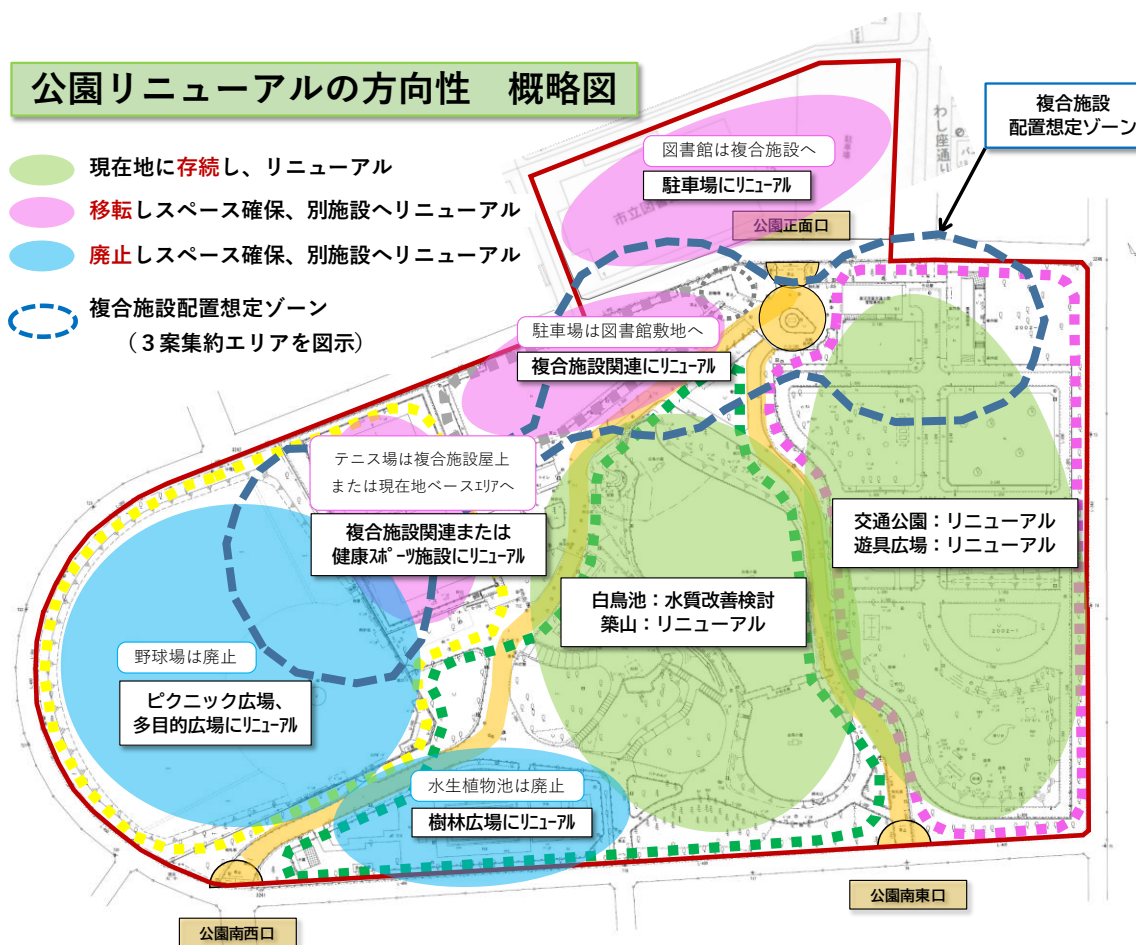 公園リニューアルの方向性 概略図
現在地に存続し、リニューアル
移転しスペース確保、別施設へリニューアル
廃止しスペース確保、別施設へリニューアル
複合施設配置想定ゾーン
（３案集約エリアを図示）
複合施設
配置想定ゾーン
わし座通り
図書館は複合施設へ
駐車場にリニューアル
駐車場
市立図書
公園正面口
駐車場は図書館敷地へ
複合施設関連にリニューアル
テニス場は複合施設屋上
または現在地ベースエリアへ
複合施設関連または
健康スポーツ施設にリニューアル
交通公園：リニューアル
遊具広場：リニューアル
白鳥池：水質改善検討
築山：リニューアル
野球場は廃止
ピクニック広場、
多目的広場にリニューアル
水生植物池は廃止
樹林広場にリニューアル
2002-1
公園南西口
公園南東口